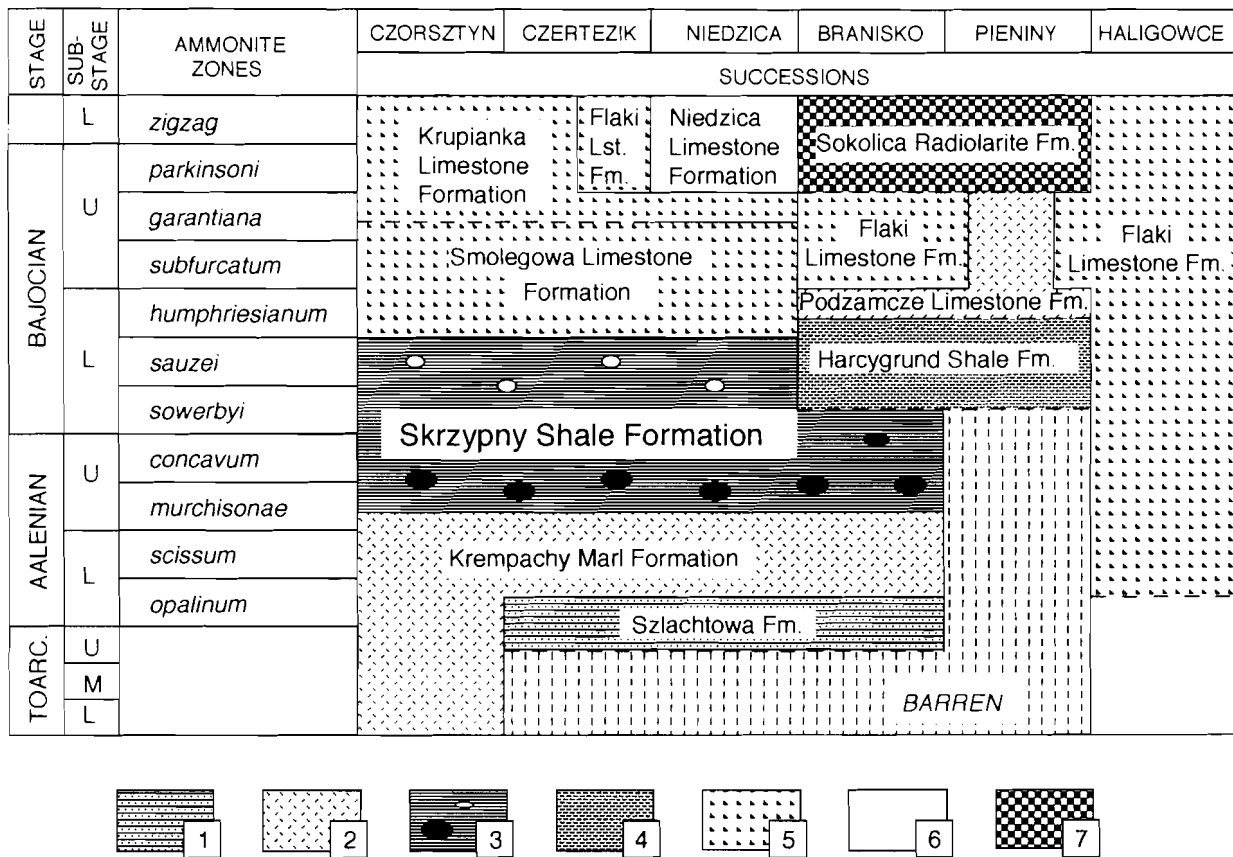 STAGE
SUB-
STAGE
AMMONITE
ZONES
CZORSZTYN
CZERTEZIK
NIEDZICA
BRANISKO
PIENINY
HALIGOWCE
SUCCESSIONS
L
zigzag
BAJOCIAN
U
parkinsoni
garantiana
subfurcatum
L
humphriesianum
sauzei
sowerbyi
AALENIAN
U
concavum
murchisonae
L
scissum
opalinum
TOARC.
U
M
L
Krupianka
Limestone
Formation
Flaki
Lst.
Fm.
Niedzica
Limestone
Formation
Sokolica Radiolarite Fm.
Smolegowa Limestone
Formation
Flaki
Limestone Fm.
Flaki
Limestone Fm.
Podzamcze Limestone Fm.
Harcygrund Shale Fm.
Skrzypny Shale Formation
Krempachy Marl Formation
Szlachtowa Fm.
BARREN
1
2
3
4
5
6
7